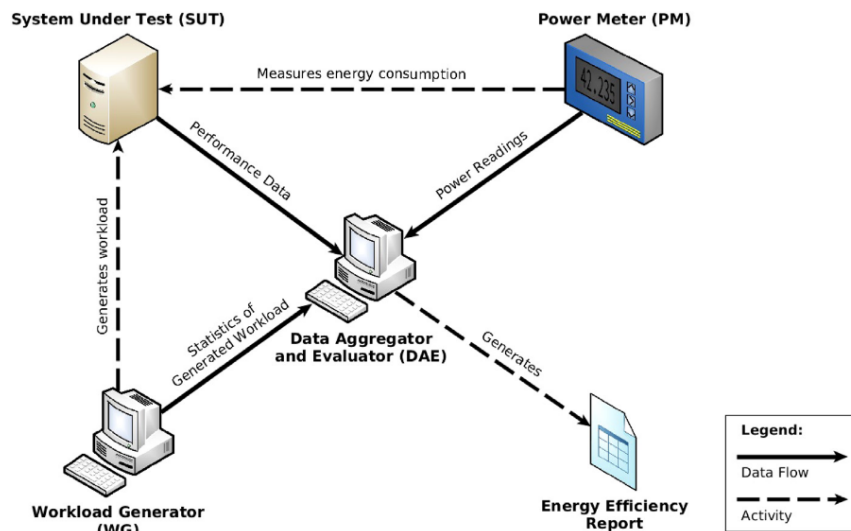 System Under Test (SUT)
Power Meter (PM)
Measures energy consumption
42.235
Performance Data
Power Readings
Generates workload
Statistics of
Generated Workload
Data Aggregator
and Evaluator (DAE)
Generates
Workload Generator
(WG)
Energy Efficiency
Report
Legend:
Data Flow
Activity